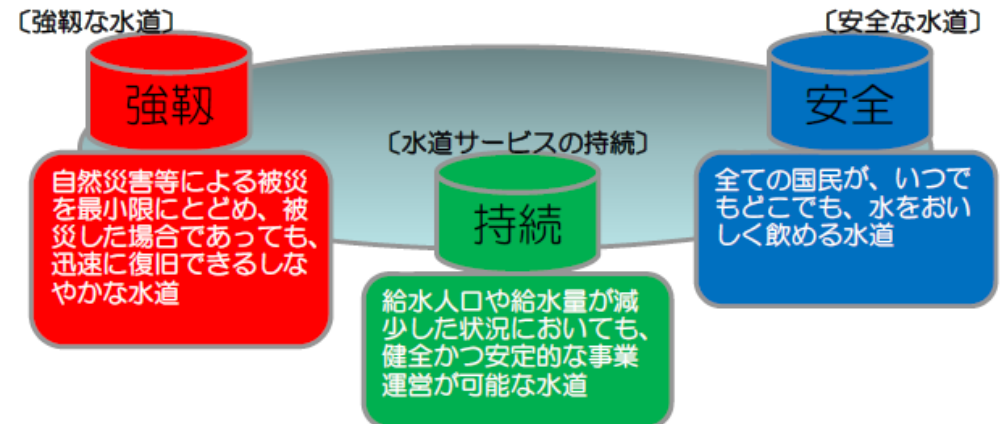 〔強靱な水道〕
強靱
自然災害等による被災
を最小限にとどめ、被
災した場合であっても、
迅速に復旧できるしな
やかな水道
〔水道サービスの持続〕
持続
給水人口や給水量が減
少した状況においても、
健全かつ安定的な事業
運営が可能な水道
〔安全な水道〕
安全
全ての国民が、いつで
もどこでも、水をおい
しく飲める水道